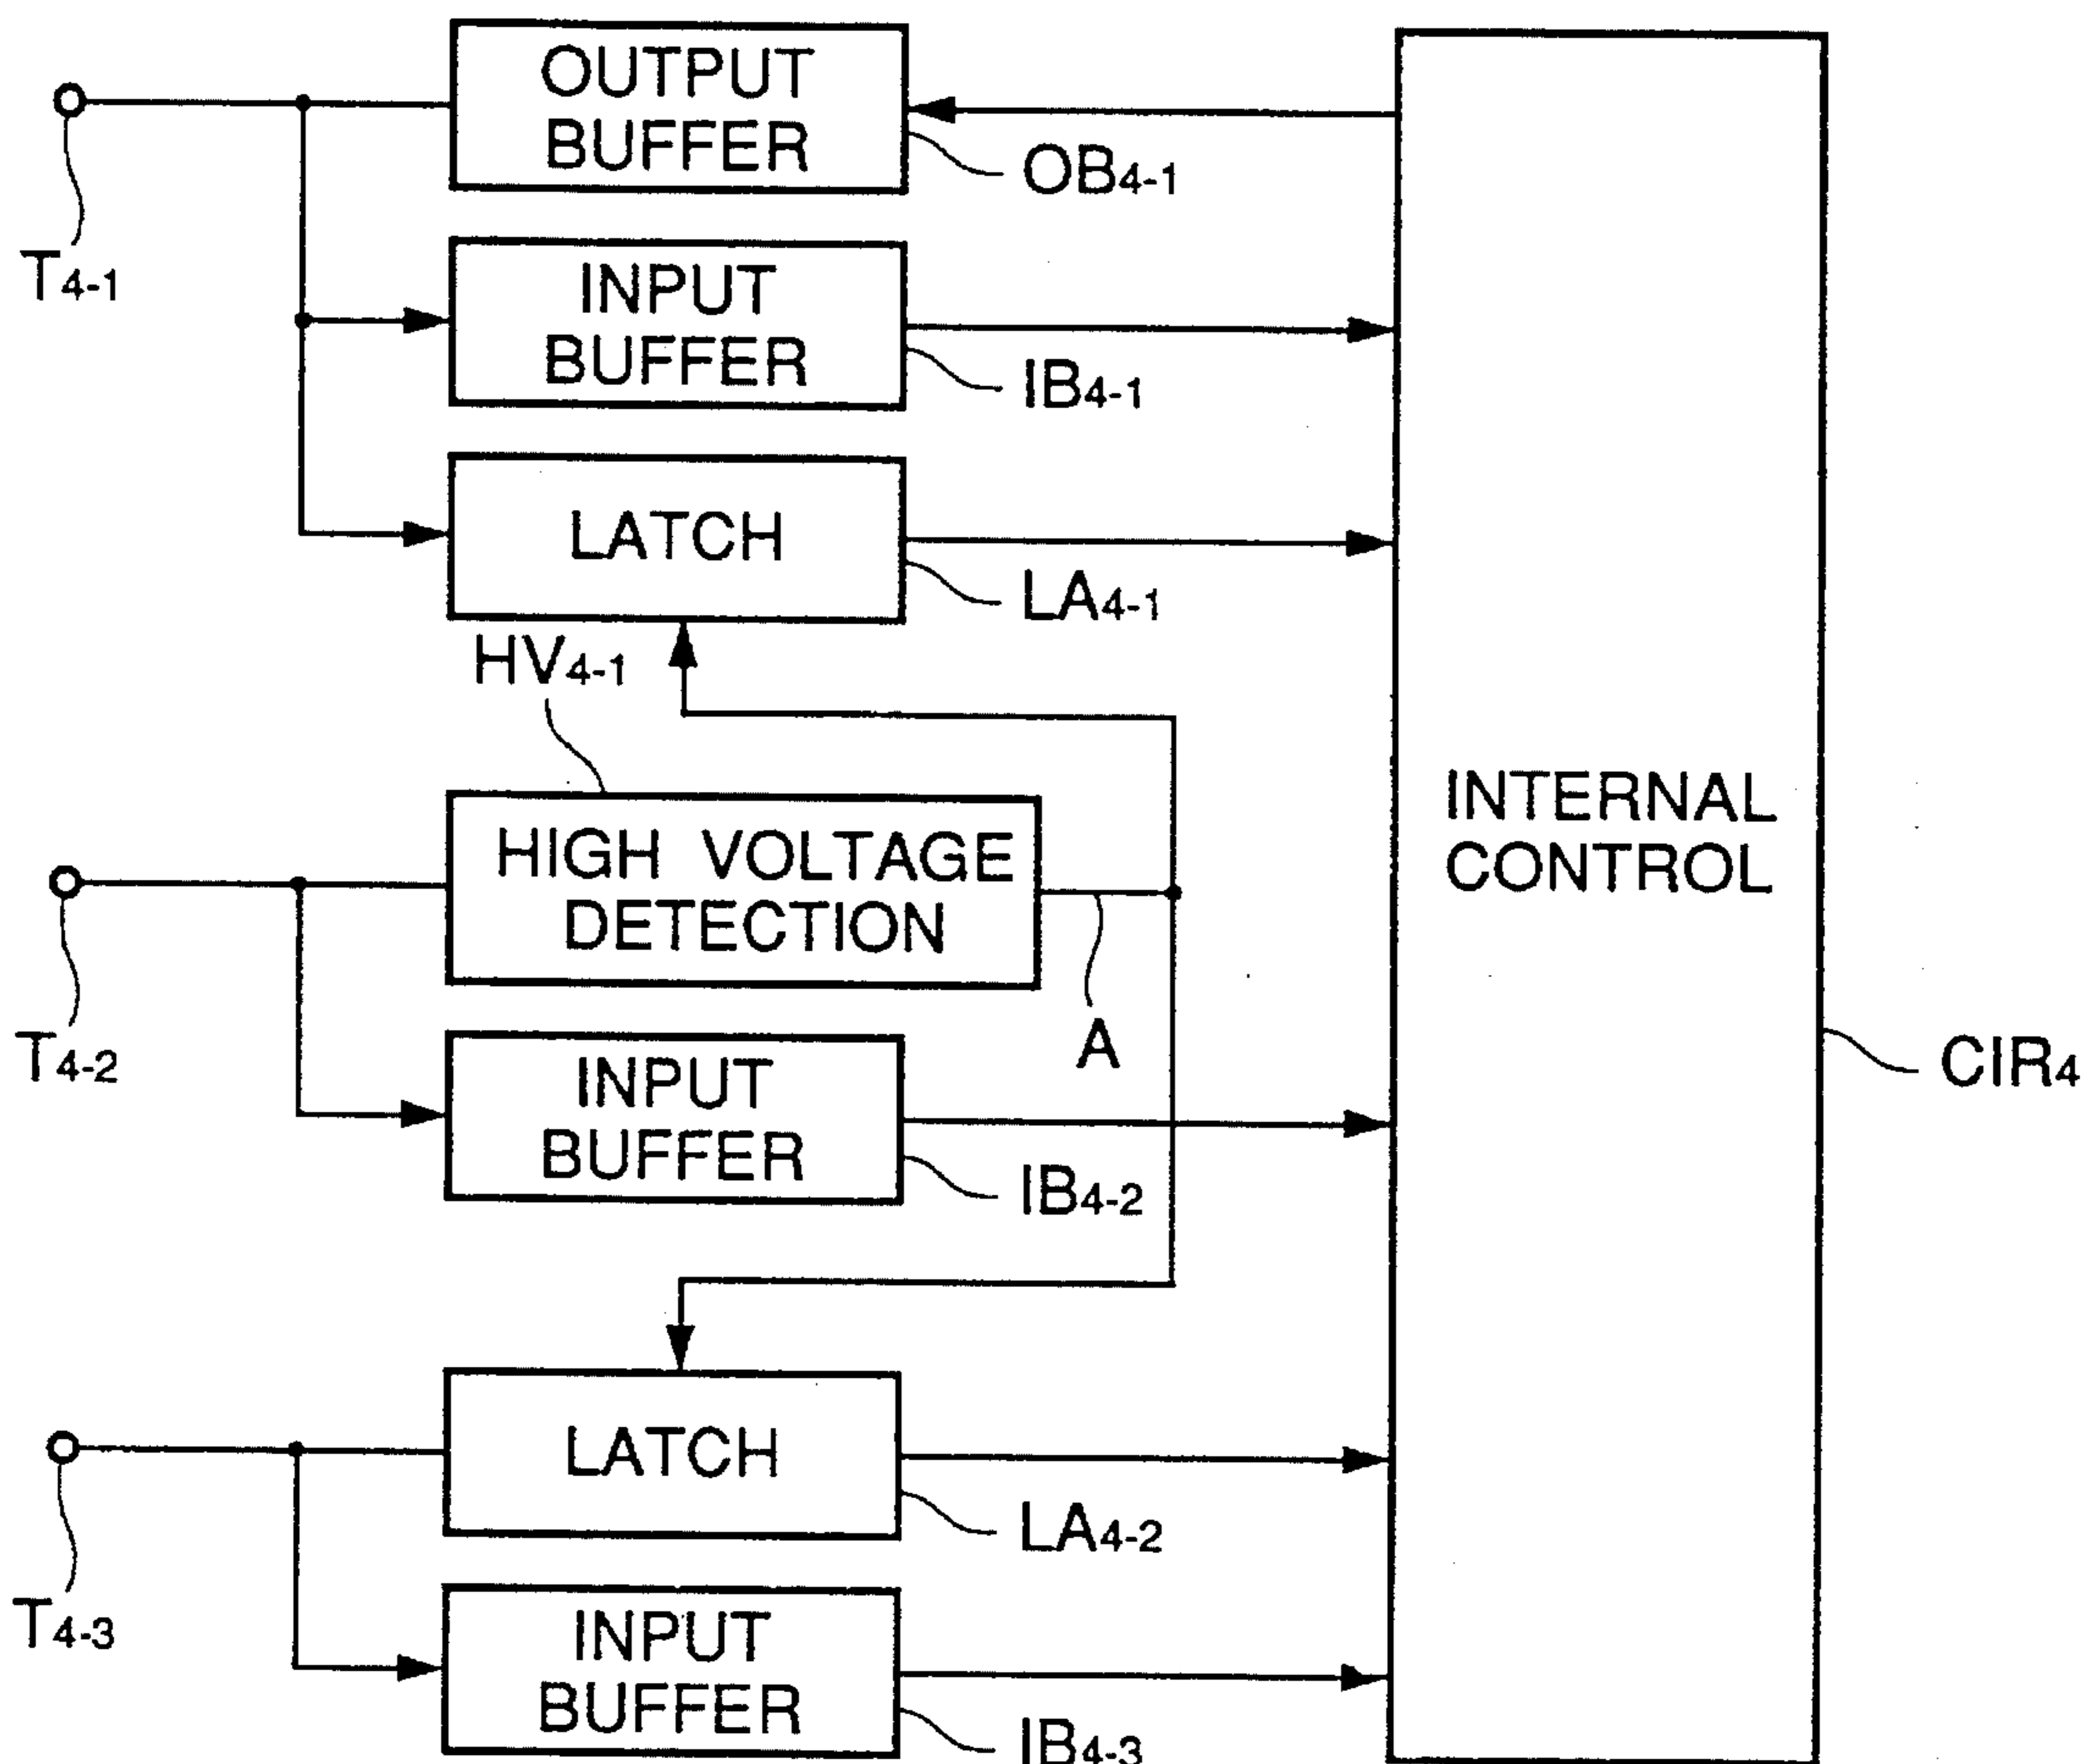 OUTPUT
BUFFER
OB4-1
T4-1
INPUT
BUFFER
IB4-1
LATCH
LA4-1
HV4-1
HIGH VOLTAGE
DETECTION
A
INTERNAL
CONTROL
T4-2
CIR4
INPUT
BUFFER
IB4-2
LATCH
LA4-2
T4-3
INPUT
BUFFER
IB4-3